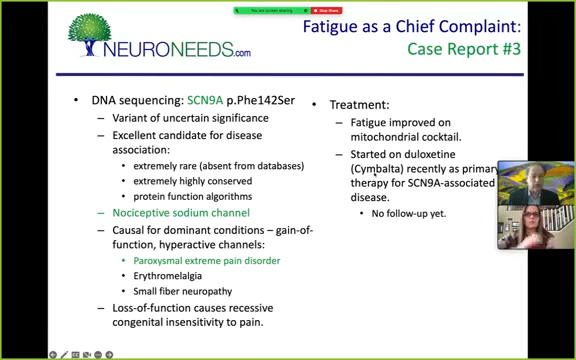 You are screen sharing
Stop Share
Fatigue as a Chief Complaint:
NEURONEEDS.com
Case Report #3
• DNA sequencing: SCN9A p.Phe142Ser
– Variant of uncertain significance
– Excellent candidate for disease
association:
• extremely rare (absent from databases)
• extremely highly conserved
• protein function algorithms
– Nociceptive sodium channel
– Causal for dominant conditions – gain-of-
function, hyperactive channels:
• Paroxysmal extreme pain disorder
• Erythromelalgia
• Small fiber neuropathy
– Loss-of-function causes recessive
congenital insensitivity to pain.
• Treatment:
– Fatigue improved on
mitochondrial cocktail.
– Started on duloxetine
(Cymbalta) recently as primary
therapy for SCN9A-associated
disease.
• No follow-up yet.